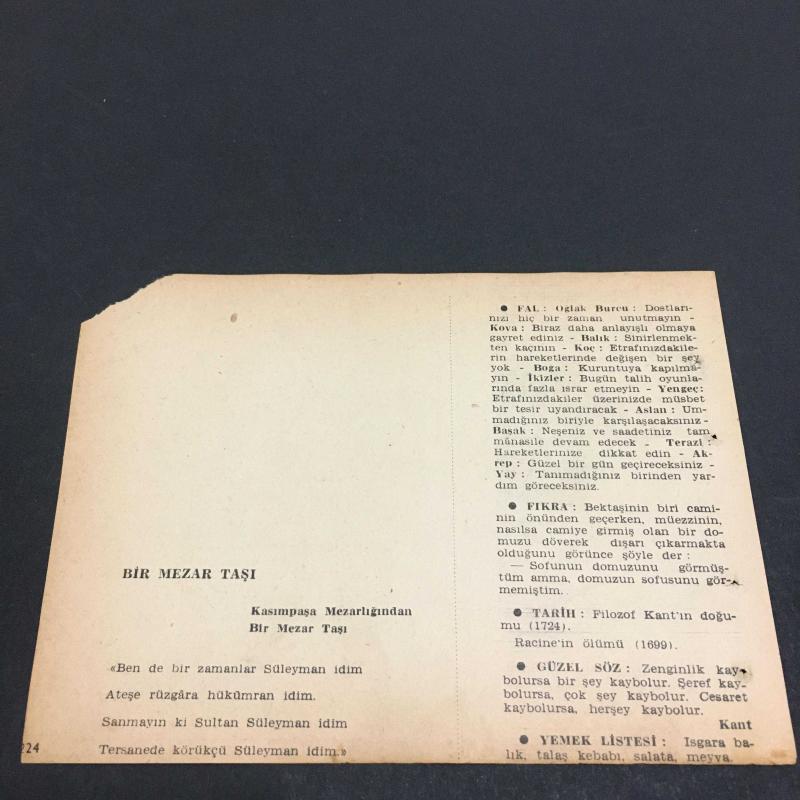 BİR MEZAR TAŞI
Kasımpaşa Mezarlığından
Bir Mezar Taşı
«Ben de bir zamanlar Süleyman idim
Ateşe rüzgâra hükûmran idim.
Sanmayın ki Sultan Süleyman idim
Tersanede körükçü Süleyman idim.»
224
● FAL : Oğlak Burcu : Dostları-
nızı hiç bir zaman unutmayın -
Kova : Biraz daha anlayışlı olmaya
gayret ediniz - Balık : Sinirlenmek-
ten kaçının - Koç : Etrafınızdakile-
rin hareketlerinde değişen bir şey
yok - Boğa : Kuruntuya kapılma-
yın - İkizler : Bugün talih oyunla-
rında fazla ısrar etmeyin - Yengeç:
Etrafınızdakiler üzerinizde müsbet
bir tesir uyandıracak - Aslan : Um-
madığınız biriyle karşılaşacaksınız -
Başak : Neşeniz ve saadetiniz tam
mânasile devam edecek - Terazi :
Hareketlerinize dikkat edin - Ak-
rep : Güzel bir gün geçireceksiniz -
Yay : Tanımadığınız birinden yar-
dım göreceksiniz.
● FIKRA : Bektaşinin biri cami-
nin önünden geçerken, müezzinin,
nasılsa camiye girmiş olan bir do-
muzu döverek dışarı çıkarmakta
olduğunu görünce şöyle der :
— Sofunun domuzunu görmüş-
tüm amma, domuzun sofusunu gör-
memiştim.
● TARİH : Filozof Kant'ın doğu-
mu (1724).
Racine'in ölümü (1699).
● GÜZEL SÖZ : Zenginlik kay-
bolursa bir şey kaybolur. Şeref kay-
bolursa, çok şey kaybolur. Cesaret
kaybolursa, herşey kaybolur.
Kant
● YEMEK LİSTESİ : Isgara ba-
lık, talaş kebabı, salata, meyva.